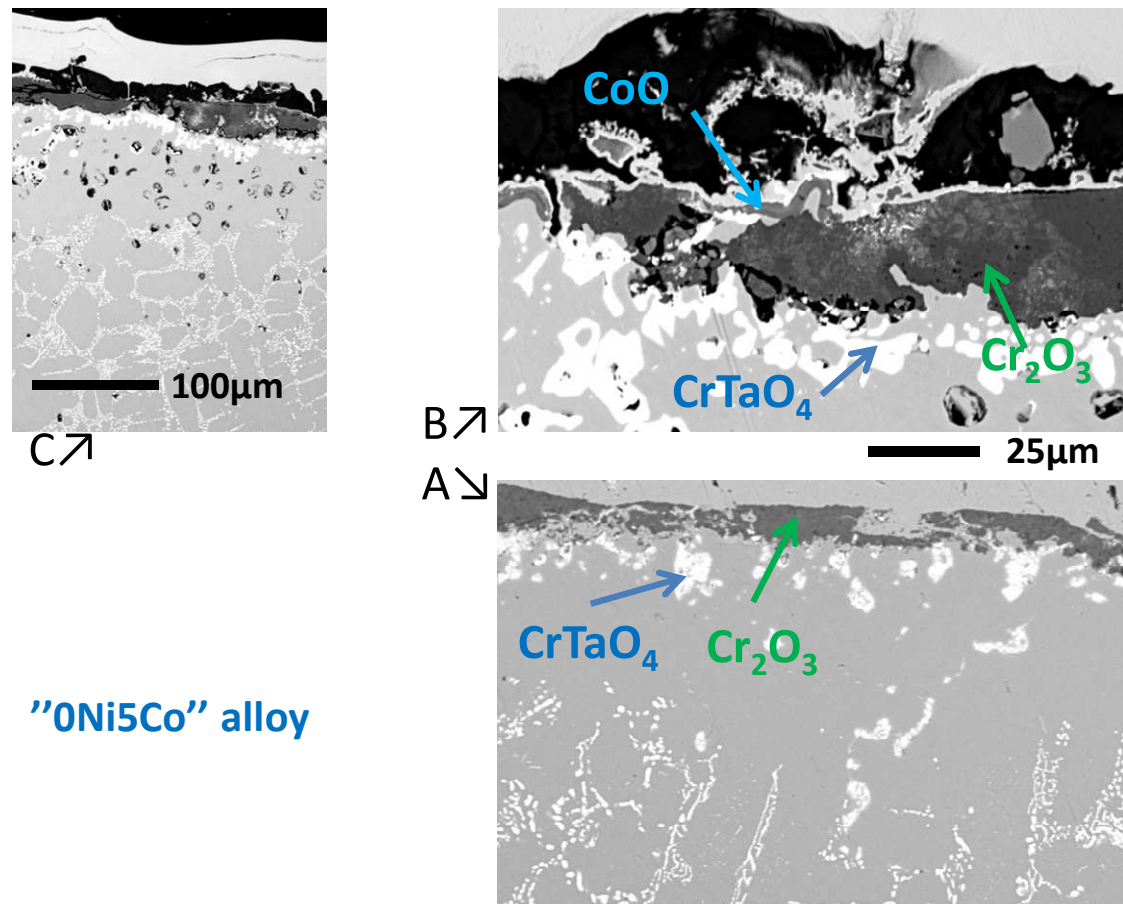 CoO
100μm
Cr₂O₃
CrTaO₄
B↗
C↗
25μm
A↘
CrTaO₄
Cr₂O₃
’’0Ni5Co’’ alloy